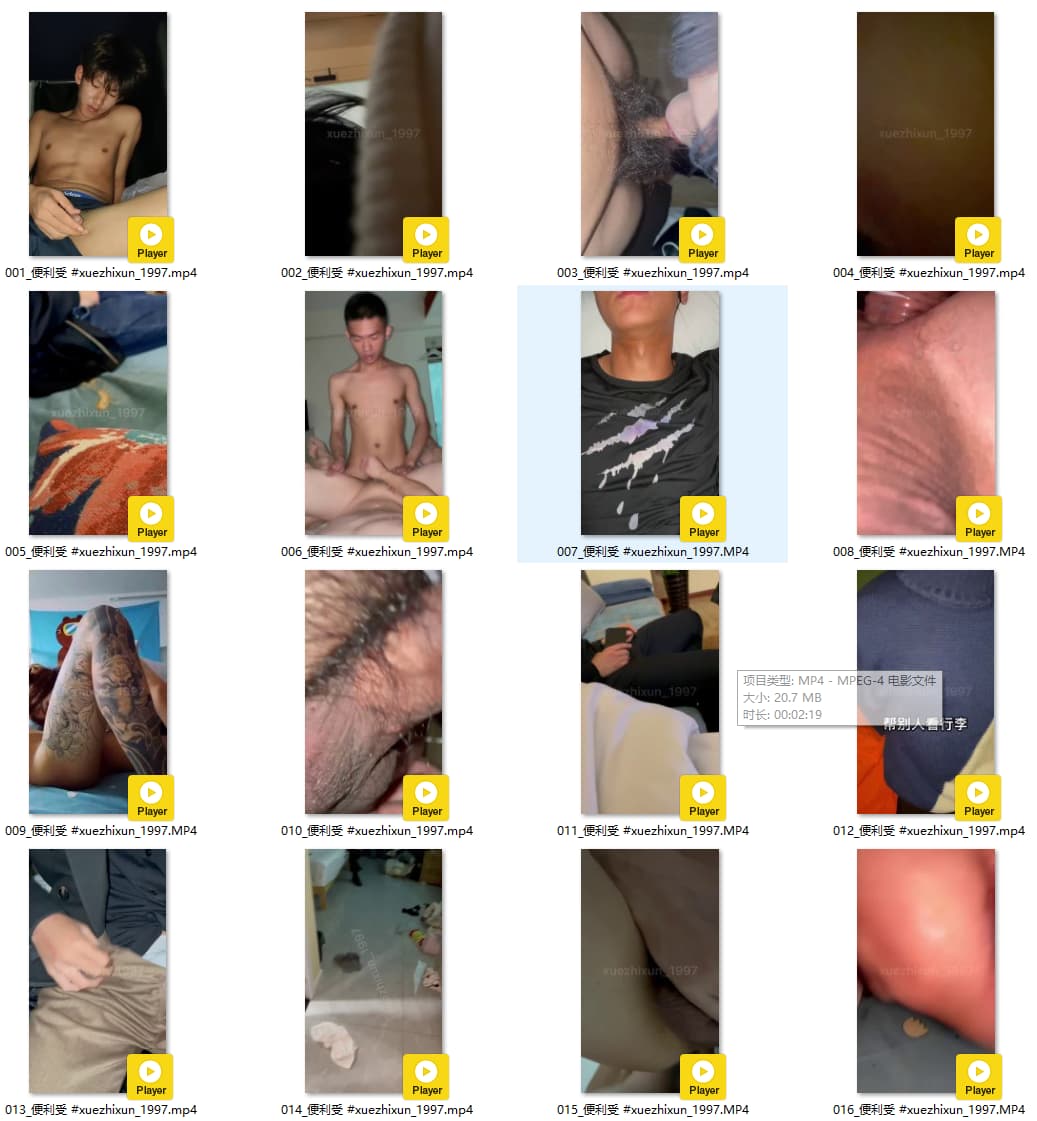 xuezhixun_1997
xuezhixun_1997
xuezhixun_1997
Player
Player
Player
Player
001_便利受 #xuezhixun_1997.mp4
002_便利受 #xuezhixun_1997.mp4
003_便利受 #xuezhixun_1997.mp4
004_便利受 #xuezhixun_1997.mp4
xuezhixun_1997
Player
Player
Player
Player
005_便利受 #xuezhixun_1997.mp4
006_便利受 #xuezhixun_1997.mp4
007_便利受 #xuezhixun_1997.MP4
008_便利受 #xuezhixun_1997.MP4
项目类型: MP4 - MPEG-4 电影文件
大小: 20.7 MB
时长: 00:02:19
帮别人看行李
Player
Player
Player
Player
009_便利受 #xuezhixun_1997.MP4
010_便利受 #xuezhixun_1997.mp4
011_便利受 #xuezhixun_1997.MP4
012_便利受 #xuezhixun_1997.mp4
xuezhixun_1997
xuezhixun_1997
Player
Player
Player
Player
013_便利受 #xuezhixun_1997.mp4
014_便利受 #xuezhixun_1997.mp4
015_便利受 #xuezhixun_1997.MP4
016_便利受 #xuezhixun_1997.MP4